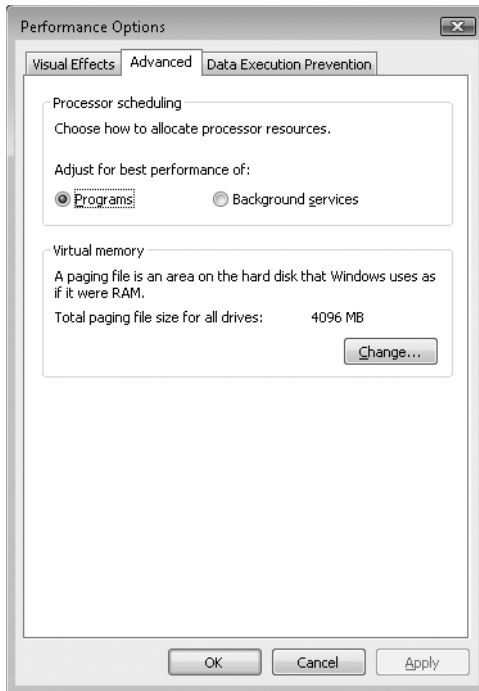 Performance Options
Visual Effects
Advanced
Data Execution Prevention
Processor scheduling
Choose how to allocate processor resources.
Adjust for best performance of:
Programs
Background services
Virtual memory
A paging file is an area on the hard disk that Windows uses as
if it were RAM.
Total paging file size for all drives: 4096 MB
Change...
OK
Cancel
Apply